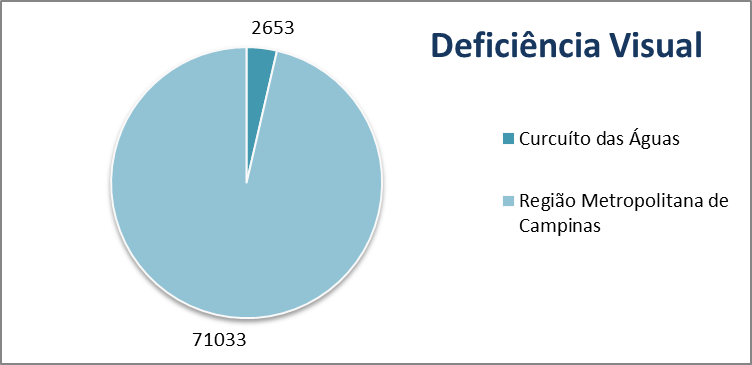 2653
Deficiência Visual
Curcuíto das Águas
Região Metropolitana de
Campinas
71033